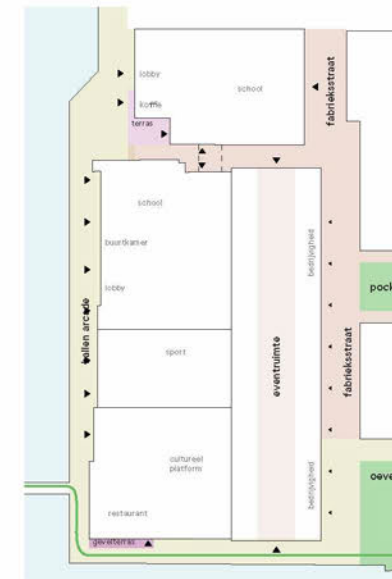 lobby
school
koffie
terras
fabrieksstraat
school
buurtkamer
bedrijvigheid
lobby
pock
hallen arcade
sport
eventruimte
fabrieksstraat
cultureel
platform
bedrijvigheid
oeve
restaurant
gevelterras